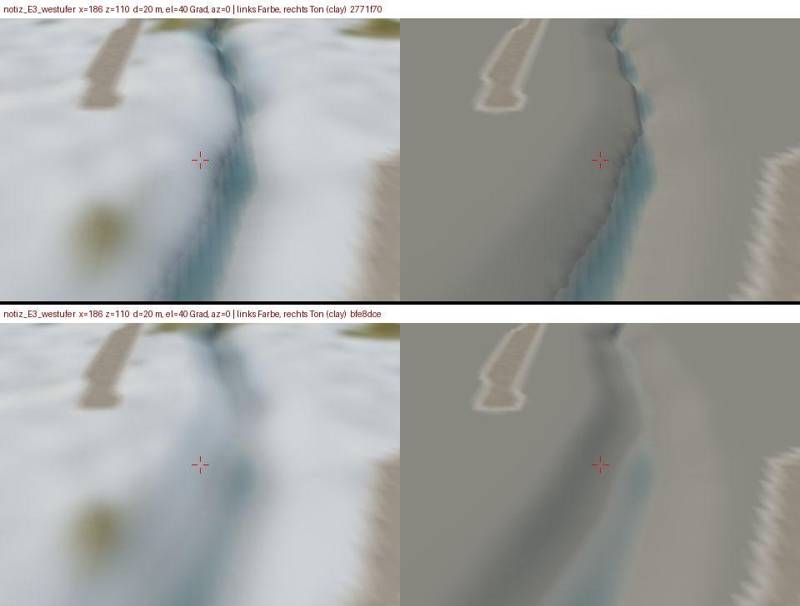 notiz_E3_westufer x=186 z=110 d=20 m, el=40 Grad, az=0 | links Farbe, rechts Ton (clay) 2771f70
notiz_E3_westufer x=186 z=110 d=20 m, el=40 Grad, az=0 | links Farbe, rechts Ton (clay) bfe8dce